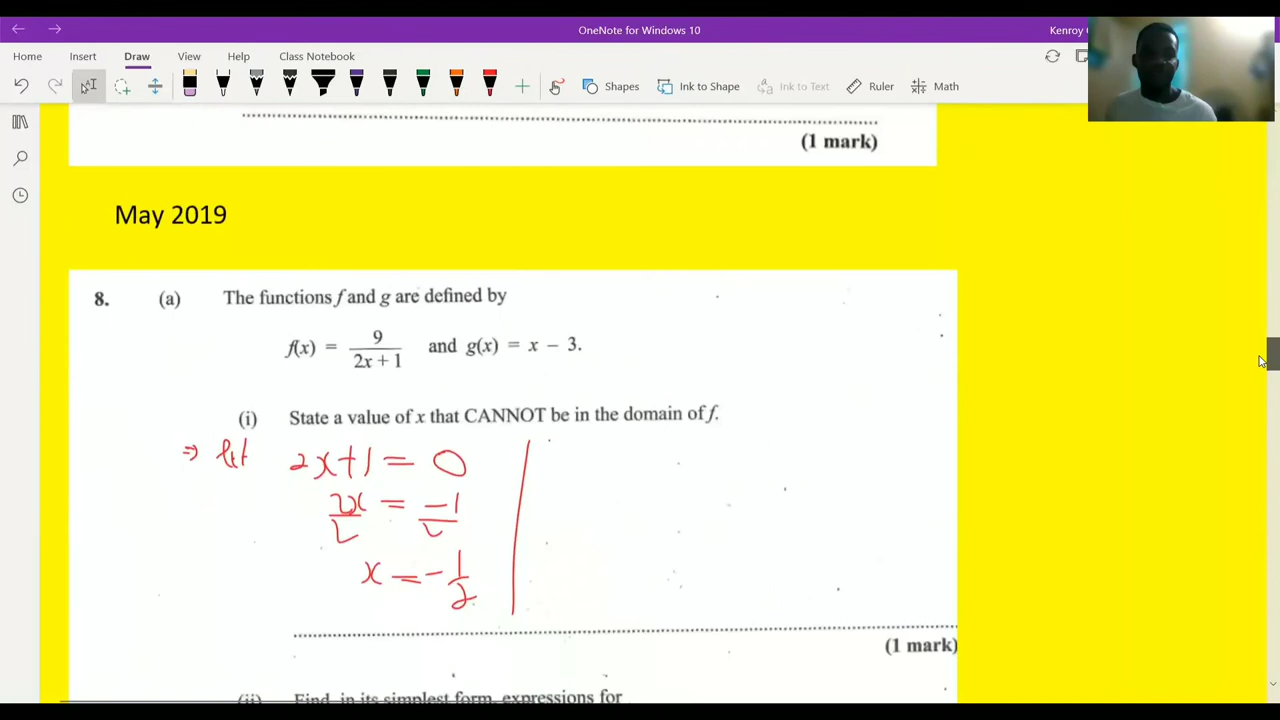 OneNote for Windows 10
Kenroy
Home Insert Draw View Help Class Notebook
Shapes Ink to Shape Ink to Text Ruler Math
(1 mark)
May 2019
8. (a) The functions f and g are defined by
f(x) = 9/(2x + 1) and g(x) = x − 3.
(i) State a value of x that CANNOT be in the domain of f.
⇒ let 2x+1 = 0
2x/2 = −1/2
x = −1/2
(1 mark)
(ii) Find, in its simplest form, expressions for